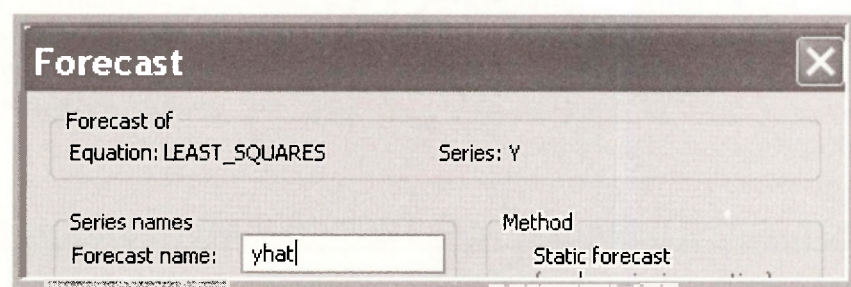 Forecast
Forecast of
Equation: LEAST_SQUARES Series: Y
Series names
Forecast name: yhat
Method
Static forecast